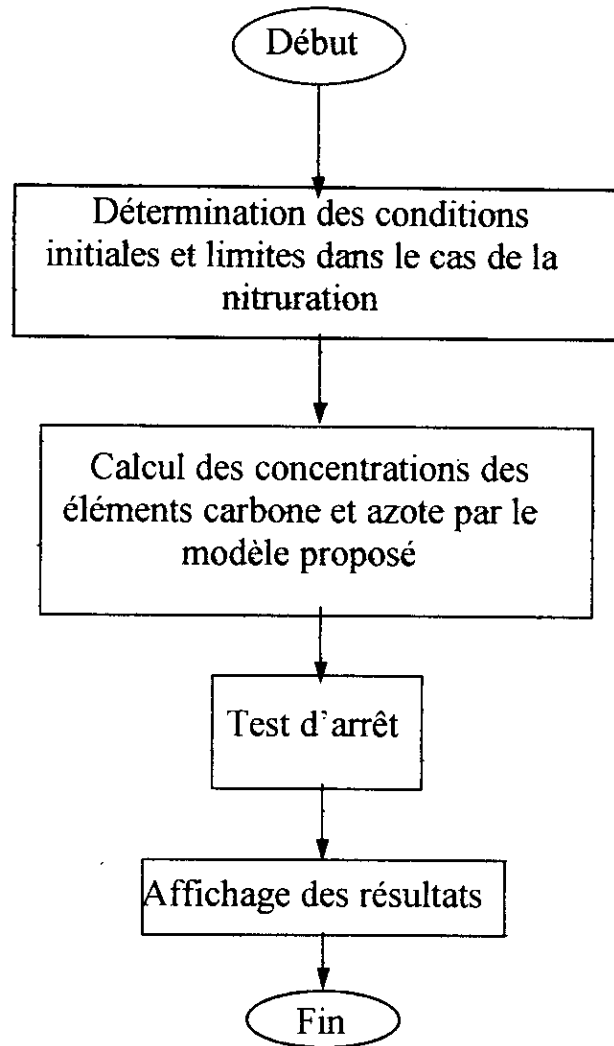 Début
Détermination des conditions
initiales et limites dans le cas de la
nitruration
Calcul des concentrations des
éléments carbone et azote par le
modèle proposé
Test d'arrêt
Affichage des résultats
Fin